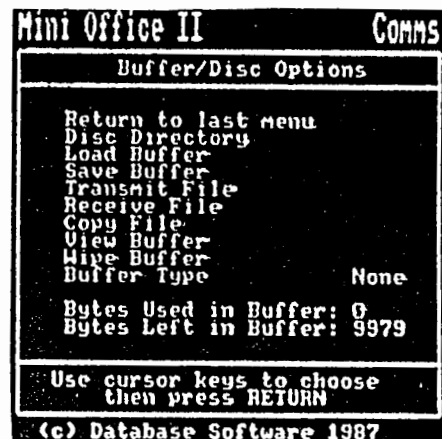 Mini Office II Comms
Buffer/Disc Options
Return to last menu
Disc Directory
Load Buffer
Save Buffer
Transmit File
Receive File
Copy File
View Buffer
Wipe Buffer
Buffer Type None
Bytes Used in Buffer: 0
Bytes Left in Buffer: 9979
Use cursor keys to choose
then press RETURN
(c) Database Software 1987